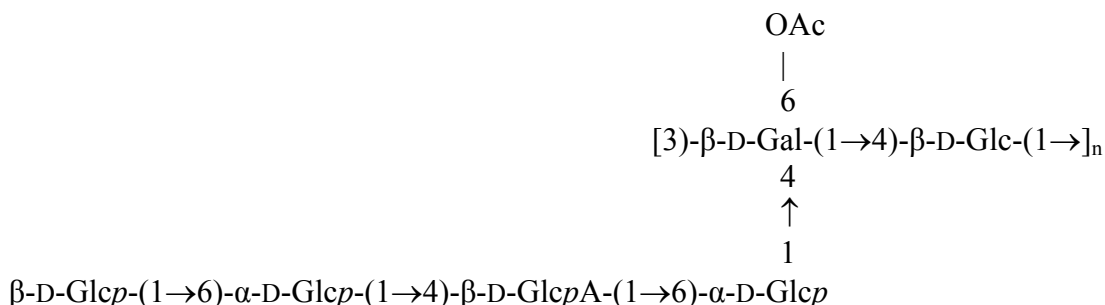 OAc
|
6
[3)-β-D-Gal-(1→4)-β-D-Glc-(1→]n
4
↑
1
β-D-Glcp-(1→6)-α-D-Glcp-(1→4)-β-D-GlcpA-(1→6)-α-D-Glcp